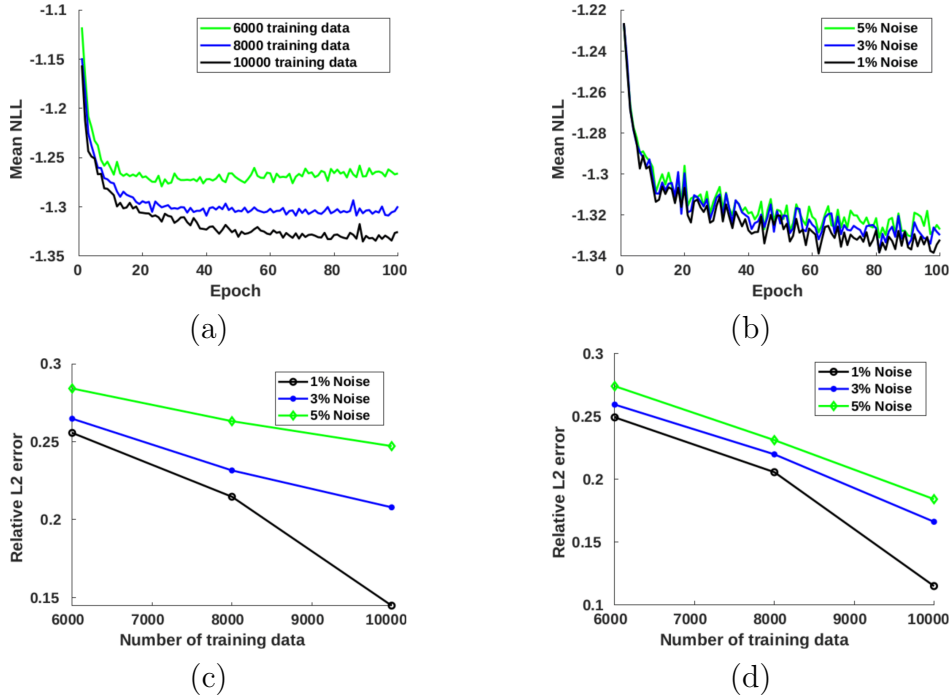 -1.1
-1.15
-1.2
-1.25
-1.3
-1.35
Mean NLL
6000 training data
8000 training data
10000 training data
0 20 40 60 80 100
Epoch
(a)
-1.22
-1.24
-1.26
-1.28
-1.3
-1.32
-1.34
Mean NLL
5% Noise
3% Noise
1% Noise
0 20 40 60 80 100
Epoch
(b)
0.3
0.25
0.2
0.15
Relative L2 error
1% Noise
3% Noise
5% Noise
6000 7000 8000 9000 10000
Number of training data
(c)
0.3
0.25
0.2
0.15
0.1
Relative L2 error
1% Noise
3% Noise
5% Noise
6000 7000 8000 9000 10000
Number of training data
(d)